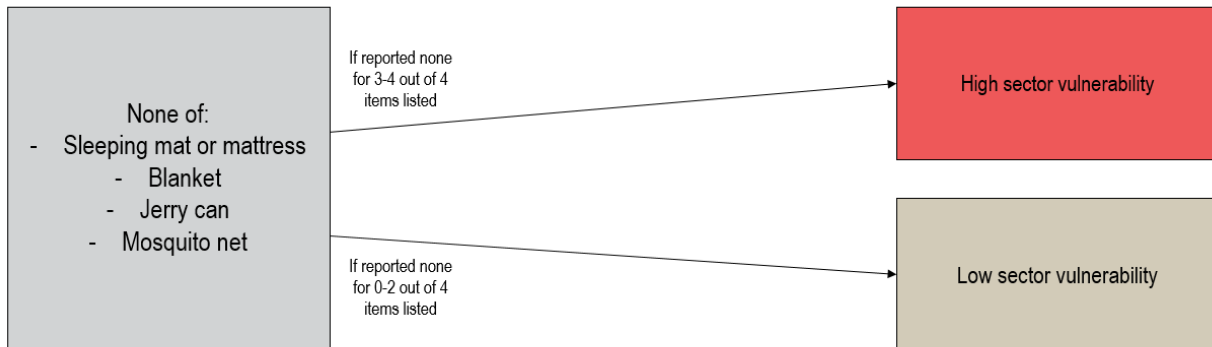 None of:
- Sleeping mat or mattress
- Blanket
- Jerry can
- Mosquito net
If reported none
for 3-4 out of 4
items listed
High sector vulnerability
If reported none
for 0-2 out of 4
items listed
Low sector vulnerability